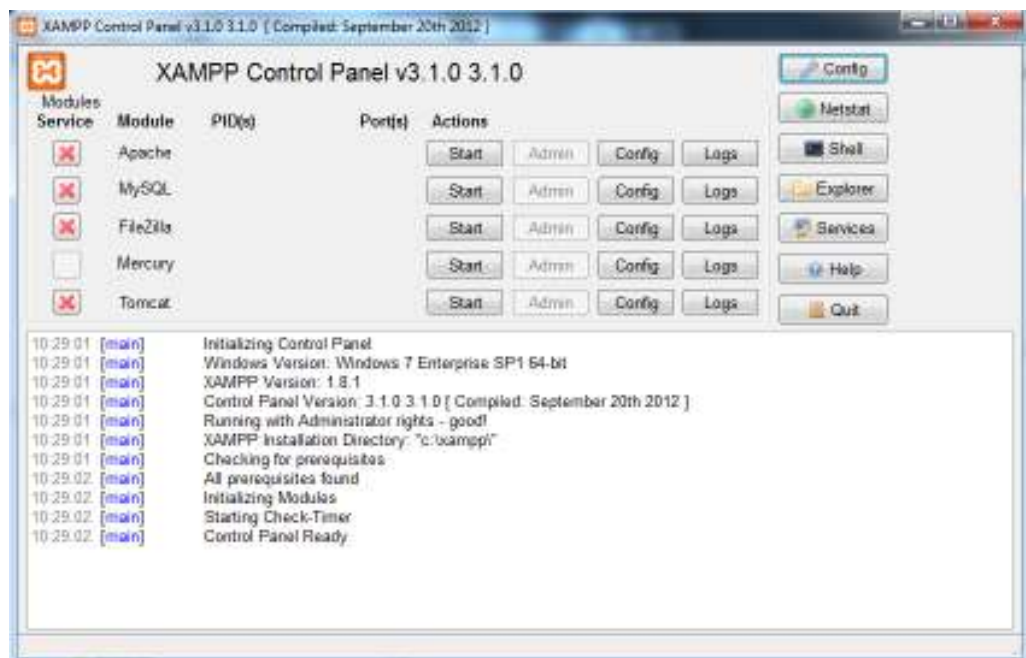 XAMPP Control Panel v3.1.0 3.1.0 [ Compiled: September 20th 2012 ]
XAMPP Control Panel v3.1.0 3.1.0
Config
Modules
Service Module PID(s) Port(s) Actions
Netstat
Apache Start Admin Config Logs
Shell
MySQL Start Admin Config Logs
Explorer
FileZilla Start Admin Config Logs
Services
Mercury Start Admin Config Logs
Help
Tomcat Start Admin Config Logs
Quit
10:29:01 [main] Initializing Control Panel
10:29:01 [main] Windows Version: Windows 7 Enterprise SP1 64-bit
10:29:01 [main] XAMPP Version: 1.8.1
10:29:01 [main] Control Panel Version: 3.1.0 3.1.0 [ Compiled: September 20th 2012 ]
10:29:01 [main] Running with Administrator rights - good!
10:29:01 [main] XAMPP Installation Directory: "c:\xampp\"
10:29:01 [main] Checking for prerequisites
10:29:02 [main] All prerequisites found
10:29:02 [main] Initializing Modules
10:29:02 [main] Starting Check-Timer
10:29:02 [main] Control Panel Ready